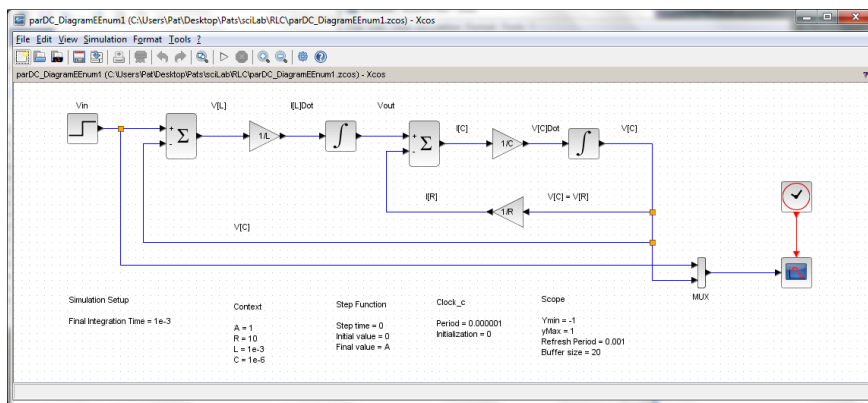 parDC_DiagramEEnum1 (C:\Users\Pat\Desktop\Pats\sciLab\RLC\parDC_DiagramEEnum1.zcos) - Xcos
File Edit View Simulation Format Tools ?
parDC_DiagramEEnum1 (C:\Users\Pat\Desktop\Pats\sciLab\RLC\parDC_DiagramEEnum1.zcos) - Xcos
Vin V[L] I[L]Dot Vout
I[C] V[C]Dot V[C]
+ Σ 1/L ∫ + Σ 1/C ∫
- -
I[R] V[C] = V[R]
1/R
V[C]
MUX
Simulation Setup
Final Integration Time = 1e-3
Context
A = 1
R = 10
L = 1e-3
C = 1e-6
Step Function
Step time = 0
Initial value = 0
Final value = A
Clock_c
Period = 0.000001
Initialization = 0
Scope
Ymin = -1
yMax = 1
Refresh Period = 0.001
Buffer size = 20